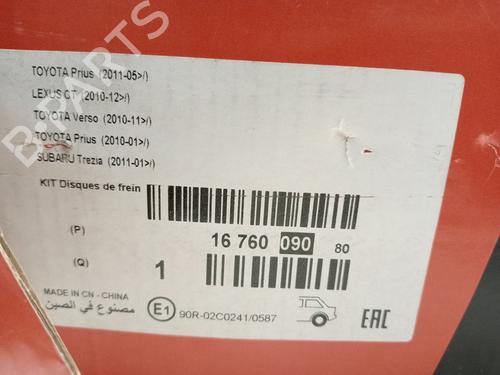 TOYOTA Prius (2011-05>/)
LEXUS CT (2010-12>/)
TOYOTA Verso (2010-11>/)
TOYOTA Prius (2010-01>/)
SUBARU Trezia (2011-01>/)
KIT Disques de frein
(P) 16 760 090 80
(Q) 1
MADE IN CN - CHINA
مصنوع في الصين
E1 90R-02C0241/0587
EAC
B-PARTS